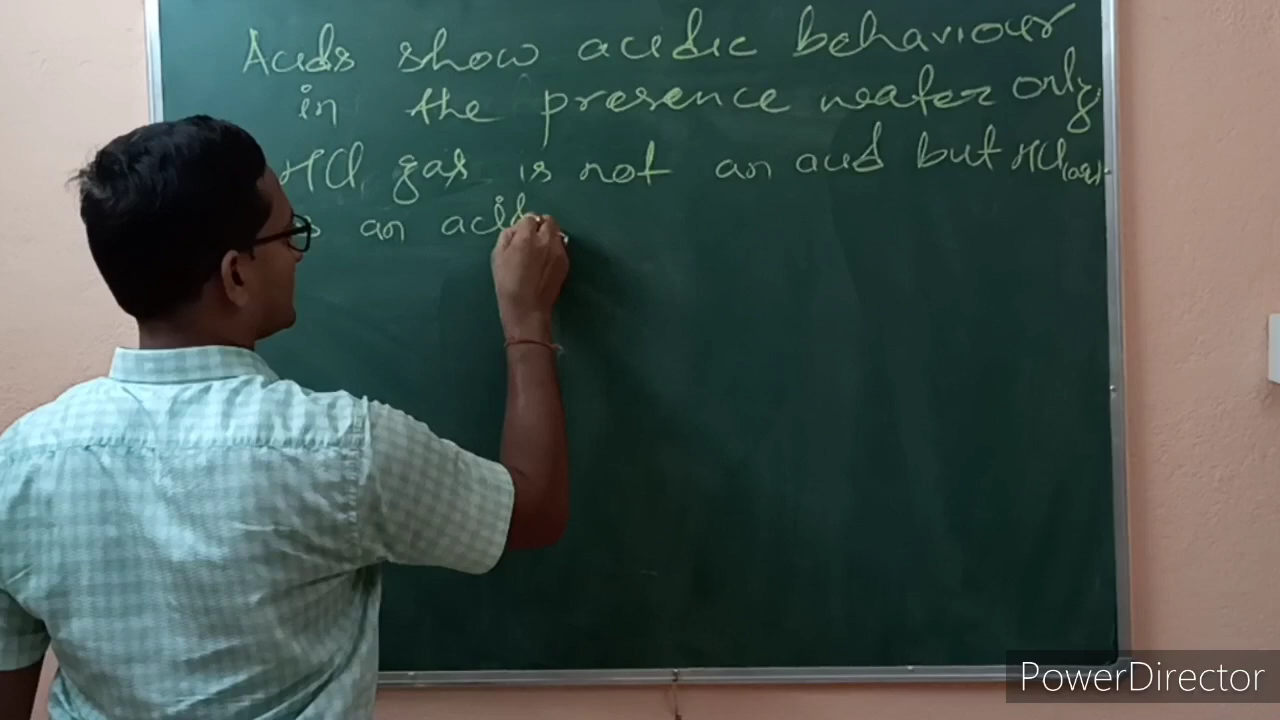 Acids show acidic behaviour
in the presence water only.
HCl gas is not an acid but HCl(aq)
is an acid.
PowerDirector